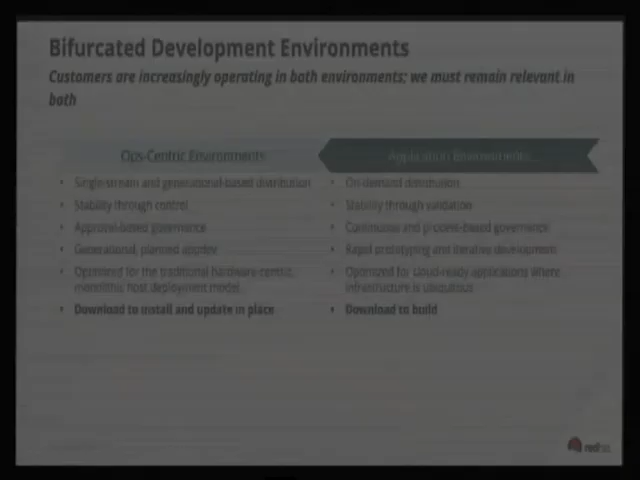 Bifurcated Development Environments
Customers are increasingly operating in both environments; we must remain relevant in
both
Ops-Centric Environments
• Single-stream and generational-based distribution
• Stability through control
• Approval-based governance
• Generational, planned appdev
• Optimized for the traditional hardware-centric,
monolithic host deployment model
• Download to install and update in place
Application Environments
• On-demand distribution
• Stability through validation
• Continuous and process-based governance
• Rapid prototyping and iterative development
• Optimized for cloud-ready applications where
infrastructure is ubiquitous
• Download to build
redhat